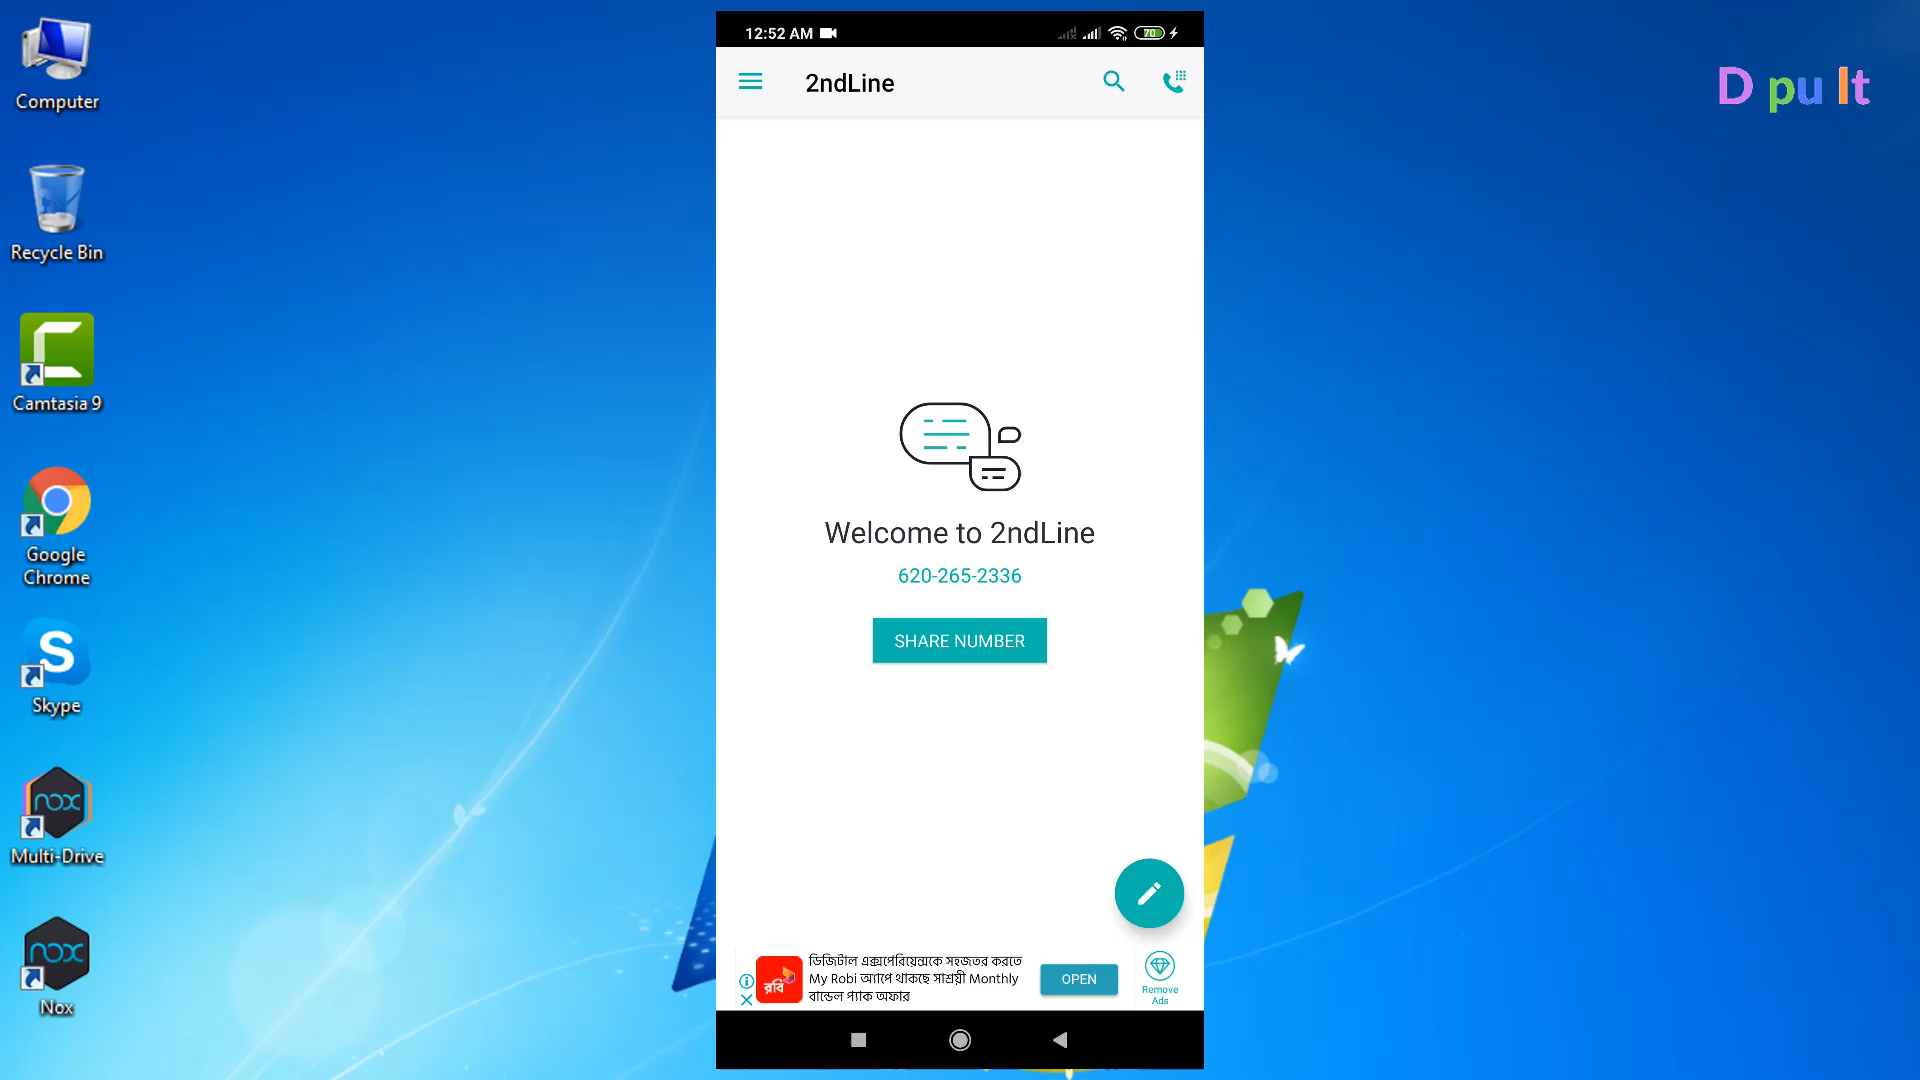 Computer
Recycle Bin
Camtasia 9
Google
Chrome
Skype
Multi-Drive
nox
Nox
12:52 AM
70
2ndLine
Welcome to 2ndLine
620-265-2336
SHARE NUMBER
রবি
ডিজিটাল এক্সপেরিয়েন্সকে সহজতর করতে
My Robi অ্যাপে থাকছে সাশ্রয়ী Monthly
বান্ডেল প্যাক অফার
OPEN
Remove
Ads
D pu It